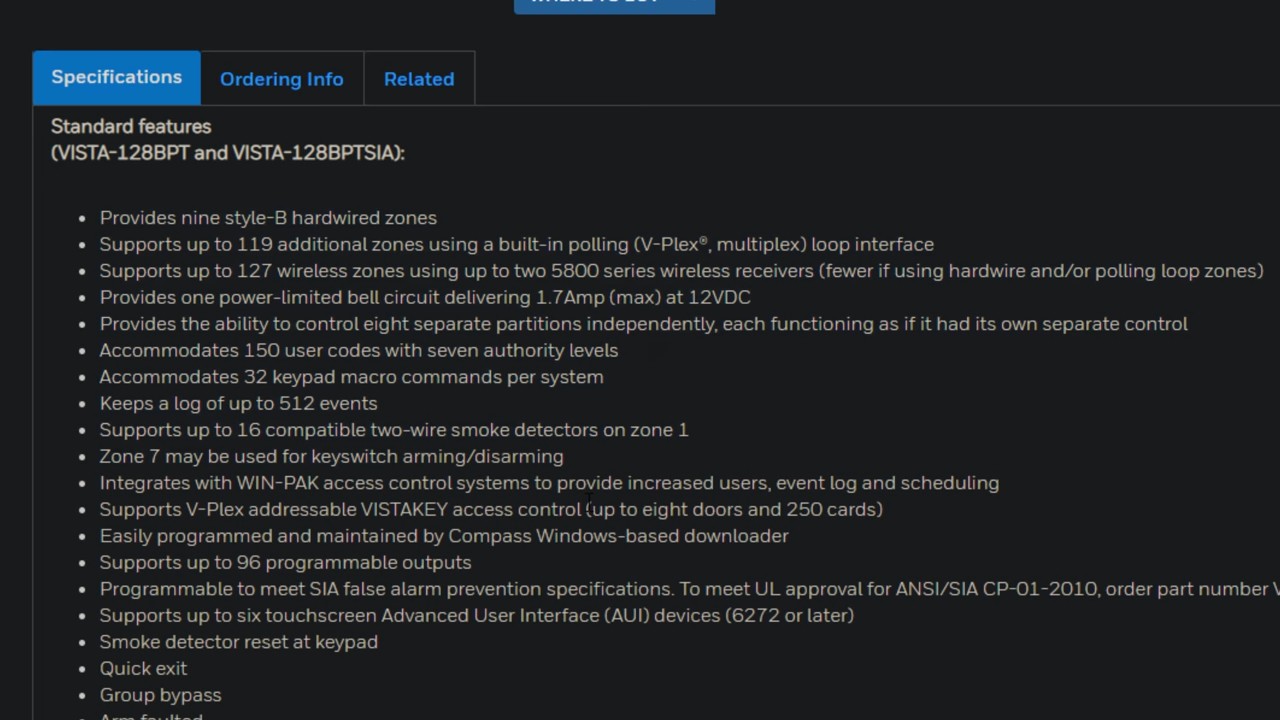 Specifications
Ordering Info
Related
Standard features
(VISTA-128BPT and VISTA-128BPTSIA):
Provides nine style-B hardwired zones
Supports up to 119 additional zones using a built-in polling (V-Plex®, multiplex) loop interface
Supports up to 127 wireless zones using up to two 5800 series wireless receivers (fewer if using hardwire and/or polling loop zones)
Provides one power-limited bell circuit delivering 1.7Amp (max) at 12VDC
Provides the ability to control eight separate partitions independently, each functioning as if it had its own separate control
Accommodates 150 user codes with seven authority levels
Accommodates 32 keypad macro commands per system
Keeps a log of up to 512 events
Supports up to 16 compatible two-wire smoke detectors on zone 1
Zone 7 may be used for keyswitch arming/disarming
Integrates with WIN-PAK access control systems to provide increased users, event log and scheduling
Supports V-Plex addressable VISTAKEY access control (up to eight doors and 250 cards)
Easily programmed and maintained by Compass Windows-based downloader
Supports up to 96 programmable outputs
Programmable to meet SIA false alarm prevention specifications. To meet UL approval for ANSI/SIA CP-01-2010, order part number
Supports up to six touchscreen Advanced User Interface (AUI) devices (6272 or later)
Smoke detector reset at keypad
Quick exit
Group bypass
Arm faulted